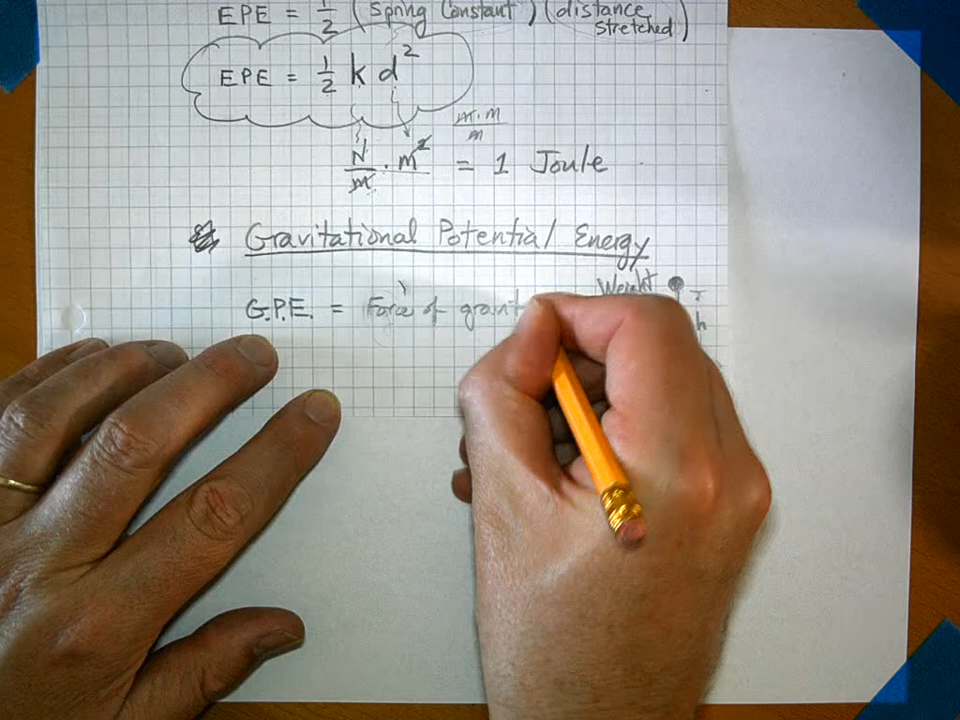 EPE = 1/2 (Spring Constant) (distance Stretched)
EPE = 1/2 k d²
m·m/m
N/m · m² = 1 Joule
Gravitational Potential Energy
Weight
G.P.E. = Force of gravit
h